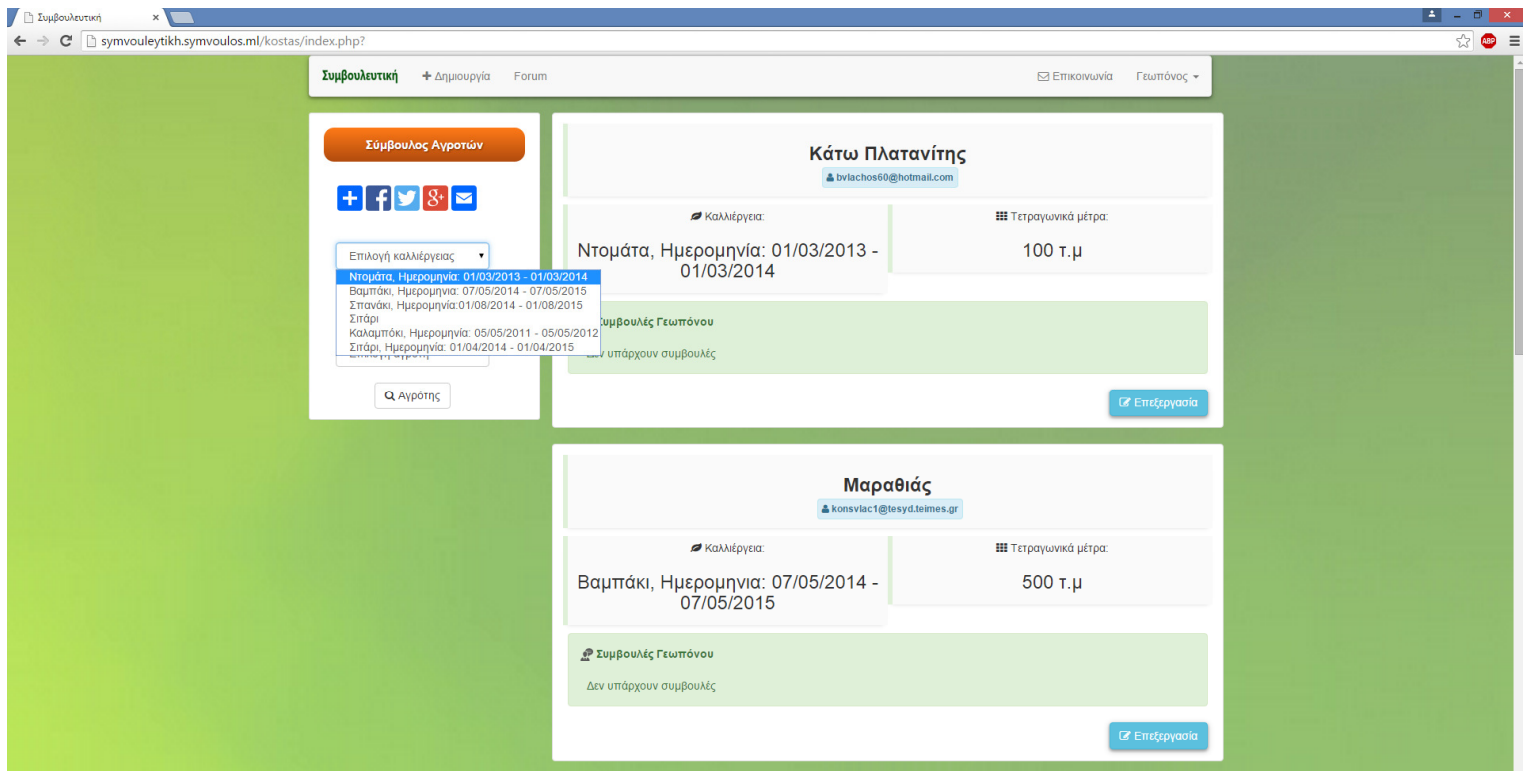 Συμβουλευτική
symvouleytikh.symvoulos.ml/kostas/index.php?
ABP
Συμβουλευτική
Δημιουργία
Forum
Επικοινωνία
Γεωπόνος
Σύμβουλος Αγροτών
Επιλογή καλλιέργειας
Ντομάτα, Ημερομηνία: 01/03/2013 - 01/03/2014
Βαμπάκι, Ημερομηνια: 07/05/2014 - 07/05/2015
Σπανάκι, Ημερομηνία:01/08/2014 - 01/08/2015
Σιτάρι
Καλαμπόκι, Ημερομηνία: 05/05/2011 - 05/05/2012
Σιτάρι, Ημερομηνία: 01/04/2014 - 01/04/2015
Αγρότης
Κάτω Πλατανίτης
bvlachos60@hotmail.com
Καλλιέργεια:
Ντομάτα, Ημερομηνία: 01/03/2013 -
01/03/2014
Τετραγωνικά μέτρα:
100 τ.μ
Συμβουλές Γεωπόνου
Δεν υπάρχουν συμβουλές
Επεξεργασία
Μαραθιάς
konsvlac1@tesyd.teimes.gr
Καλλιέργεια:
Βαμπάκι, Ημερομηνια: 07/05/2014 -
07/05/2015
Τετραγωνικά μέτρα:
500 τ.μ
Συμβουλές Γεωπόνου
Δεν υπάρχουν συμβουλές
Επεξεργασία